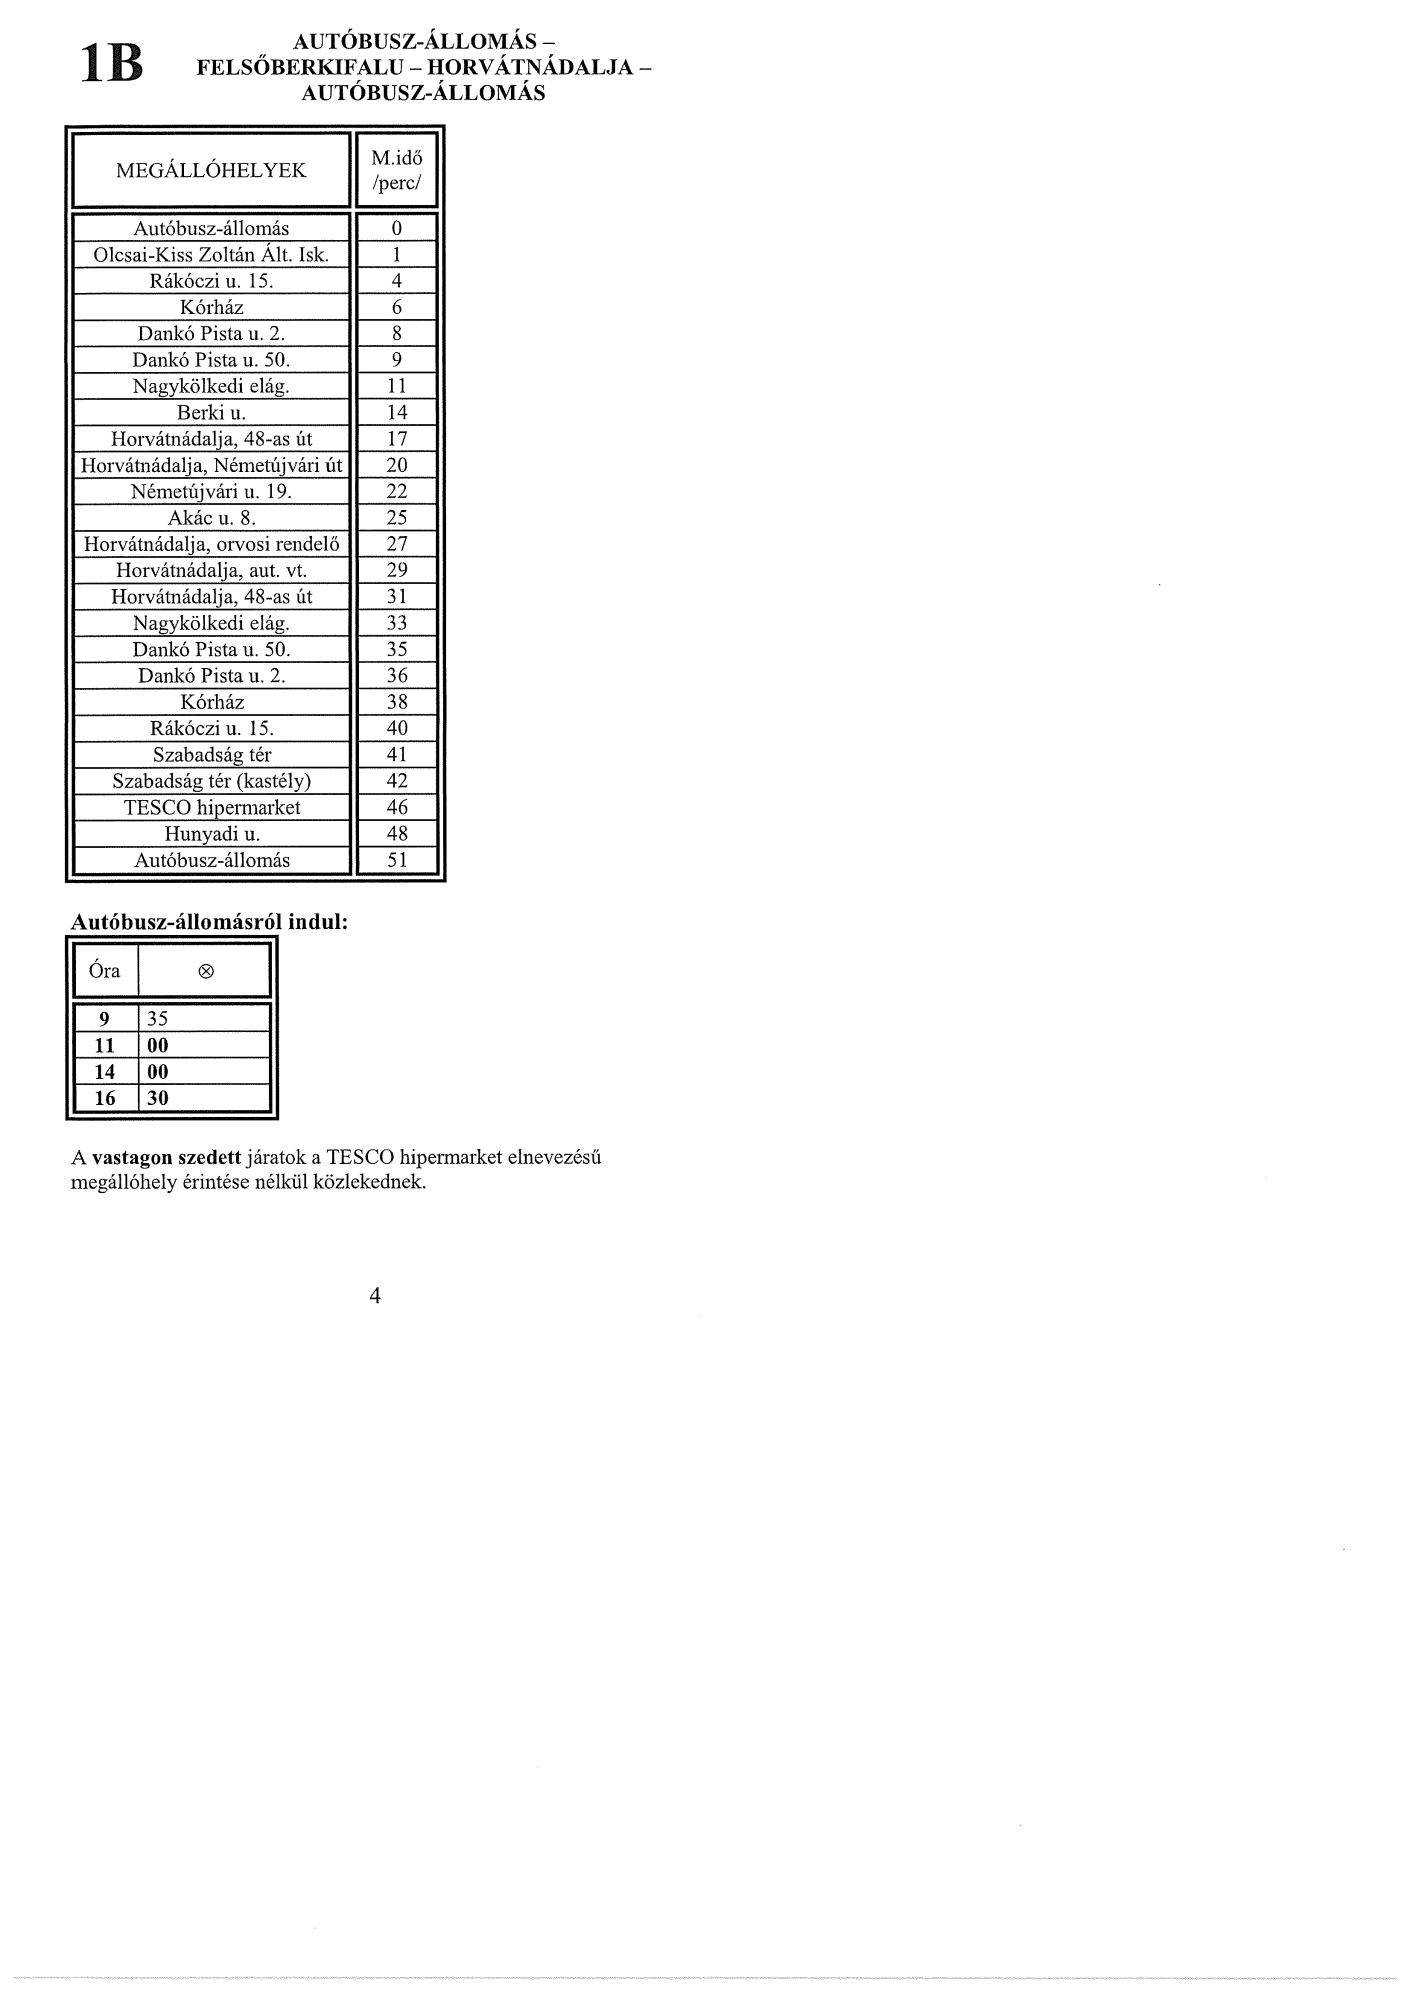 1B
AUTÓBUSZ-ÁLLOMÁS –
FELSŐBERKIFALU – HORVÁTNÁDALJA –
AUTÓBUSZ-ÁLLOMÁS
MEGÁLLÓHELYEK M.idő
/perc/
Autóbusz-állomás 0
Olcsai-Kiss Zoltán Ált. Isk. 1
Rákóczi u. 15. 4
Kórház 6
Dankó Pista u. 2. 8
Dankó Pista u. 50. 9
Nagykölkedi elág. 11
Berki u. 14
Horvátnádalja, 48-as út 17
Horvátnádalja, Németújvári út 20
Németújvári u. 19. 22
Akác u. 8. 25
Horvátnádalja, orvosi rendelő 27
Horvátnádalja, aut. vt. 29
Horvátnádalja, 48-as út 31
Nagykölkedi elág. 33
Dankó Pista u. 50. 35
Dankó Pista u. 2. 36
Kórház 38
Rákóczi u. 15. 40
Szabadság tér 41
Szabadság tér (kastély) 42
TESCO hipermarket 46
Hunyadi u. 48
Autóbusz-állomás 51
Autóbusz-állomásról indul:
Óra ⊗
9 35
11 00
14 00
16 30
A vastagon szedett járatok a TESCO hipermarket elnevezésű
megállóhely érintése nélkül közlekednek.
4